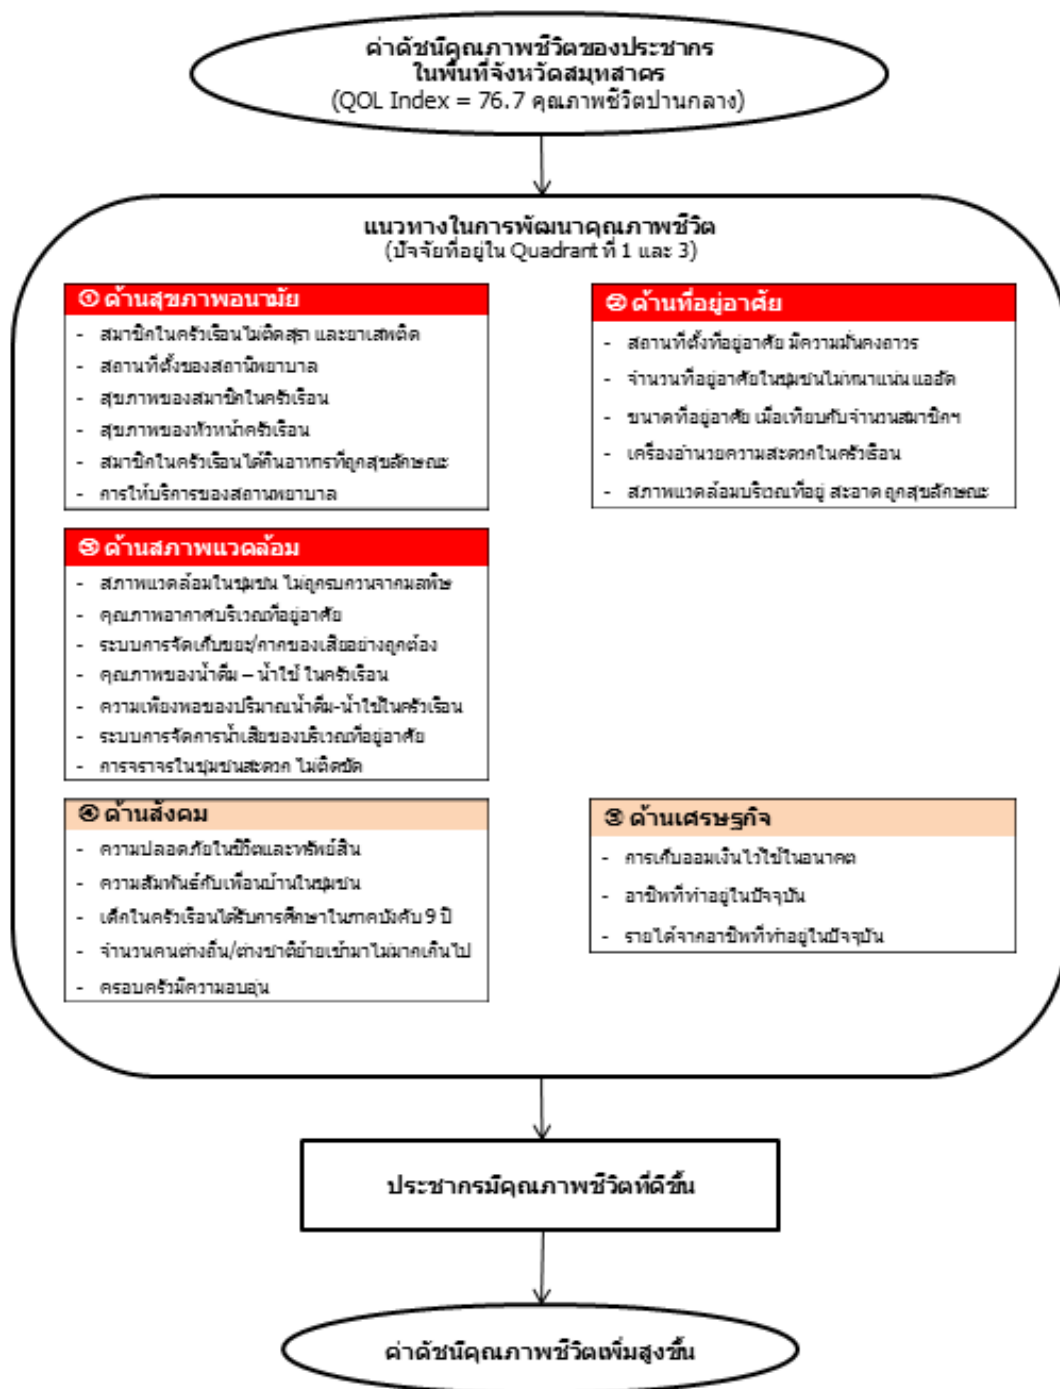 ค่าดัชนีคุณภาพชีวิตของประชากร
ในพื้นที่จังหวัดสมุทสาคร
(QOL Index = 76.7 คุณภาพชีวิตปานกลาง)
แนวทางในการพัฒนาคุณภาพชีวิต
(ปัจจัยที่อยู่ใน Quadrant ที่ 1 และ 3)
① ด้านสุขภาพอนามัย
- สมาชิกในครัวเรือนไม่ติดสุรา และยาเสพติด
- สถานที่ตั้งของสถานีพยาบาล
- สุขภาพของสมาชิกในครัวเรือน
- สุขภาพของหัวหน้าครัวเรือน
- สมาชิกในครัวเรือนได้กินอาหารที่ถูกสุขลักษณะ
- การให้บริการของสถานพยาบาล
② ด้านที่อยู่อาศัย
- สถานที่ตั้งที่อยู่อาศัย มีความมั่นคงถาวร
- จำนวนที่อยู่อาศัยในชุมชนไม่หนาแน่น แออัด
- ขนาดที่อยู่อาศัย เมื่อเทียบกับจำนวนสมาชิกฯ
- เครื่องอำนวยความสะดวกในครัวเรือน
- สภาพแวดล้อมบริเวณที่อยู่ สะอาด ถูกสุขลักษณะ
⑤ ด้านสภาพแวดล้อม
- สภาพแวดล้อมในชุมชน ไม่ถูกรบกวนจากมลพิษ
- คุณภาพอากาศบริเวณที่อยู่อาศัย
- ระบบการจัดเก็บขยะ/กากของเสียอย่างถูกต้อง
- คุณภาพของน้ำดื่ม – น้ำใช้ ในครัวเรือน
- ความเพียงพอของปริมาณน้ำดื่ม-น้ำใช้ในครัวเรือน
- ระบบการจัดการน้ำเสียของบริเวณที่อยู่อาศัย
- การจราจรในชุมชนสะดวก ไม่ติดขัด
④ ด้านสังคม
- ความปลอดภัยในชีวิตและทรัพย์สิน
- ความสัมพันธ์กับเพื่อนบ้านในชุมชน
- เด็กในครัวเรือนได้รับการศึกษาในภาคบังคับ 9 ปี
- จำนวนคนต่างถิ่น/ต่างชาติย้ายเข้ามาไม่มากเกินไป
- ครอบครัวมีความอบอุ่น
③ ด้านเศรษฐกิจ
- การเก็บออมเงินไว้ใช้ในอนาคต
- อาชีพที่ทำอยู่ในปัจจุบัน
- รายได้จากอาชีพที่ทำอยู่ในปัจจุบัน
ประชากรมีคุณภาพชีวิตที่ดีขึ้น
ค่าดัชนีคุณภาพชีวิตเพิ่มสูงขึ้น